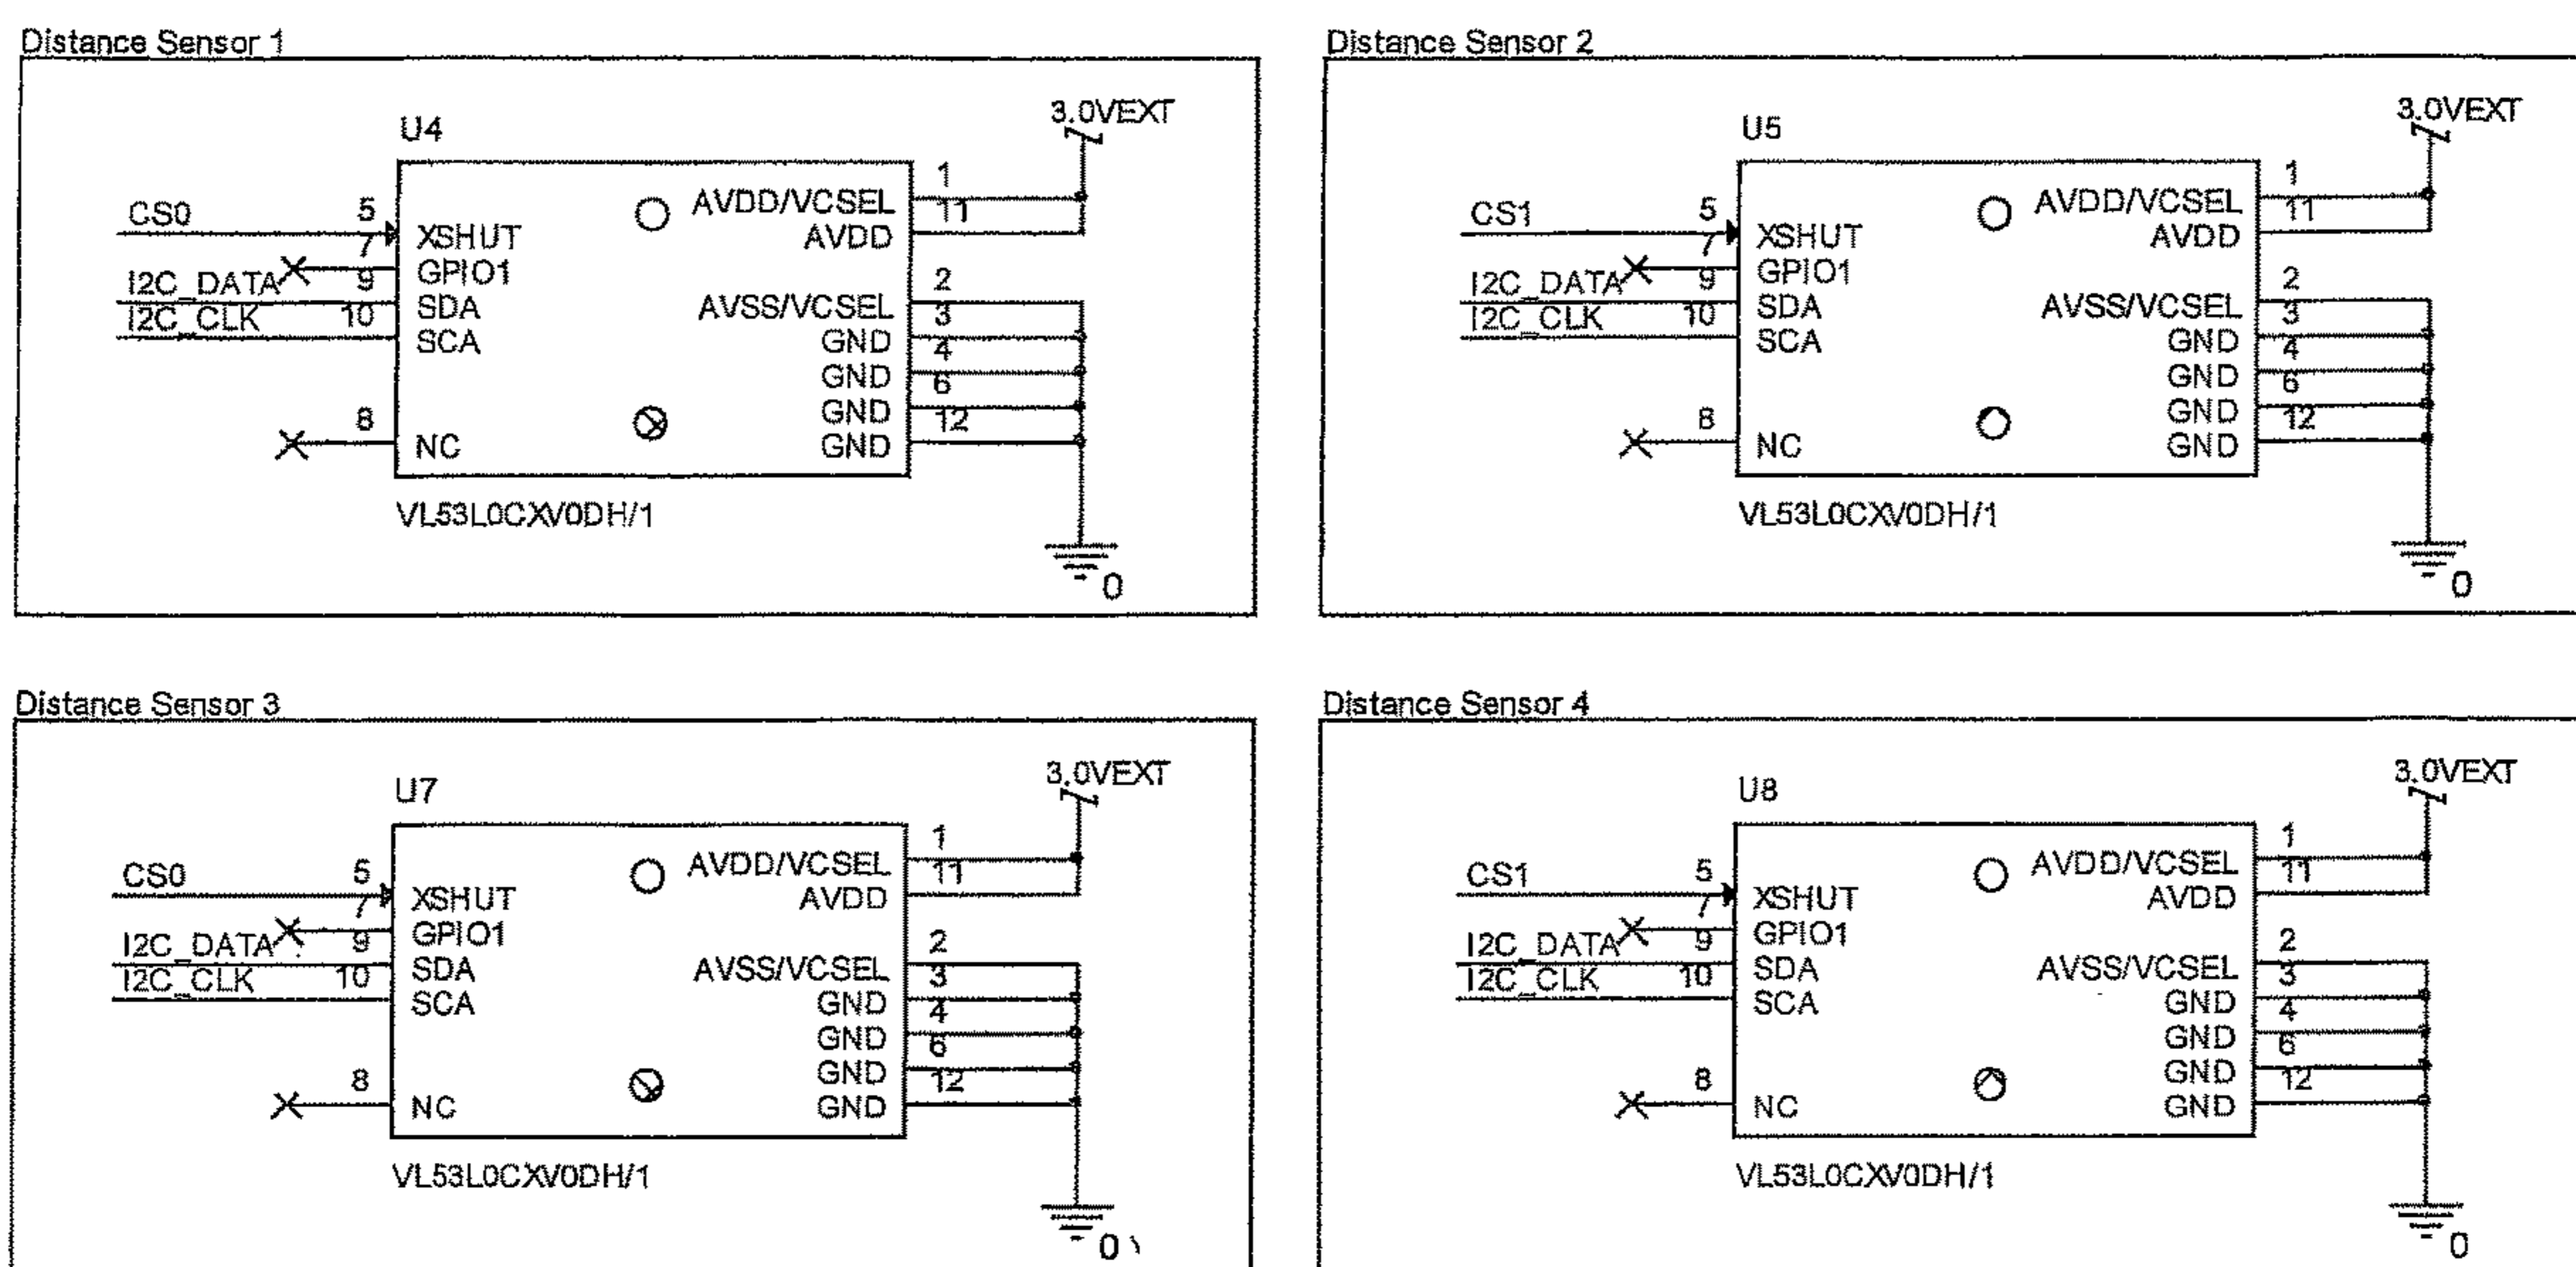 Distance Sensor 1
U4
3.0VEXT
CS0 5 XSHUT
7 GPIO1
I2C_DATA 9 SDA
I2C_CLK 10 SCA
8 NC
AVDD/VCSEL 1
AVDD 11
AVSS/VCSEL 2
GND 3
GND 4
GND 6
GND 12
VL53L0CXV0DH/1
0
Distance Sensor 2
U5
3.0VEXT
CS1 5 XSHUT
7 GPIO1
I2C_DATA 9 SDA
I2C_CLK 10 SCA
8 NC
AVDD/VCSEL 1
AVDD 11
AVSS/VCSEL 2
GND 3
GND 4
GND 6
GND 12
VL53L0CXV0DH/1
0
Distance Sensor 3
U7
3.0VEXT
CS0 5 XSHUT
7 GPIO1
I2C_DATA 9 SDA
I2C_CLK 10 SCA
8 NC
AVDD/VCSEL 1
AVDD 11
AVSS/VCSEL 2
GND 3
GND 4
GND 6
GND 12
VL53L0CXV0DH/1
0
Distance Sensor 4
U8
3.0VEXT
CS1 5 XSHUT
7 GPIO1
I2C_DATA 9 SDA
I2C_CLK 10 SCA
8 NC
AVDD/VCSEL 1
AVDD 11
AVSS/VCSEL 2
GND 3
GND 4
GND 6
GND 12
VL53L0CXV0DH/1
0